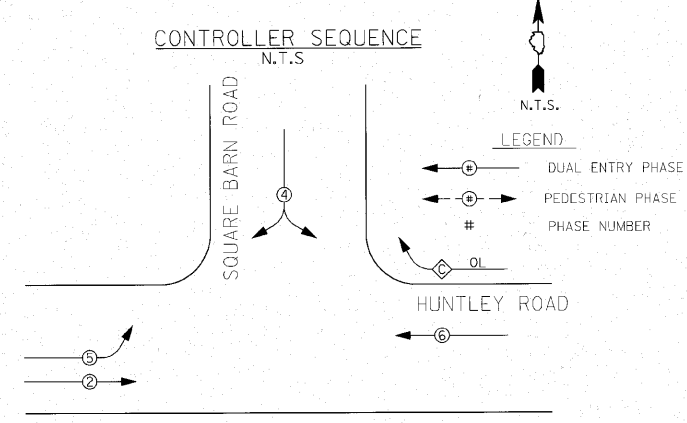 CONTROLLER SEQUENCE
N.T.S
N.T.S.
LEGEND
# DUAL ENTRY PHASE
# PEDESTRIAN PHASE
# PHASE NUMBER
SQUARE BARN ROAD
4
C OL
HUNTLEY ROAD
6
5
2